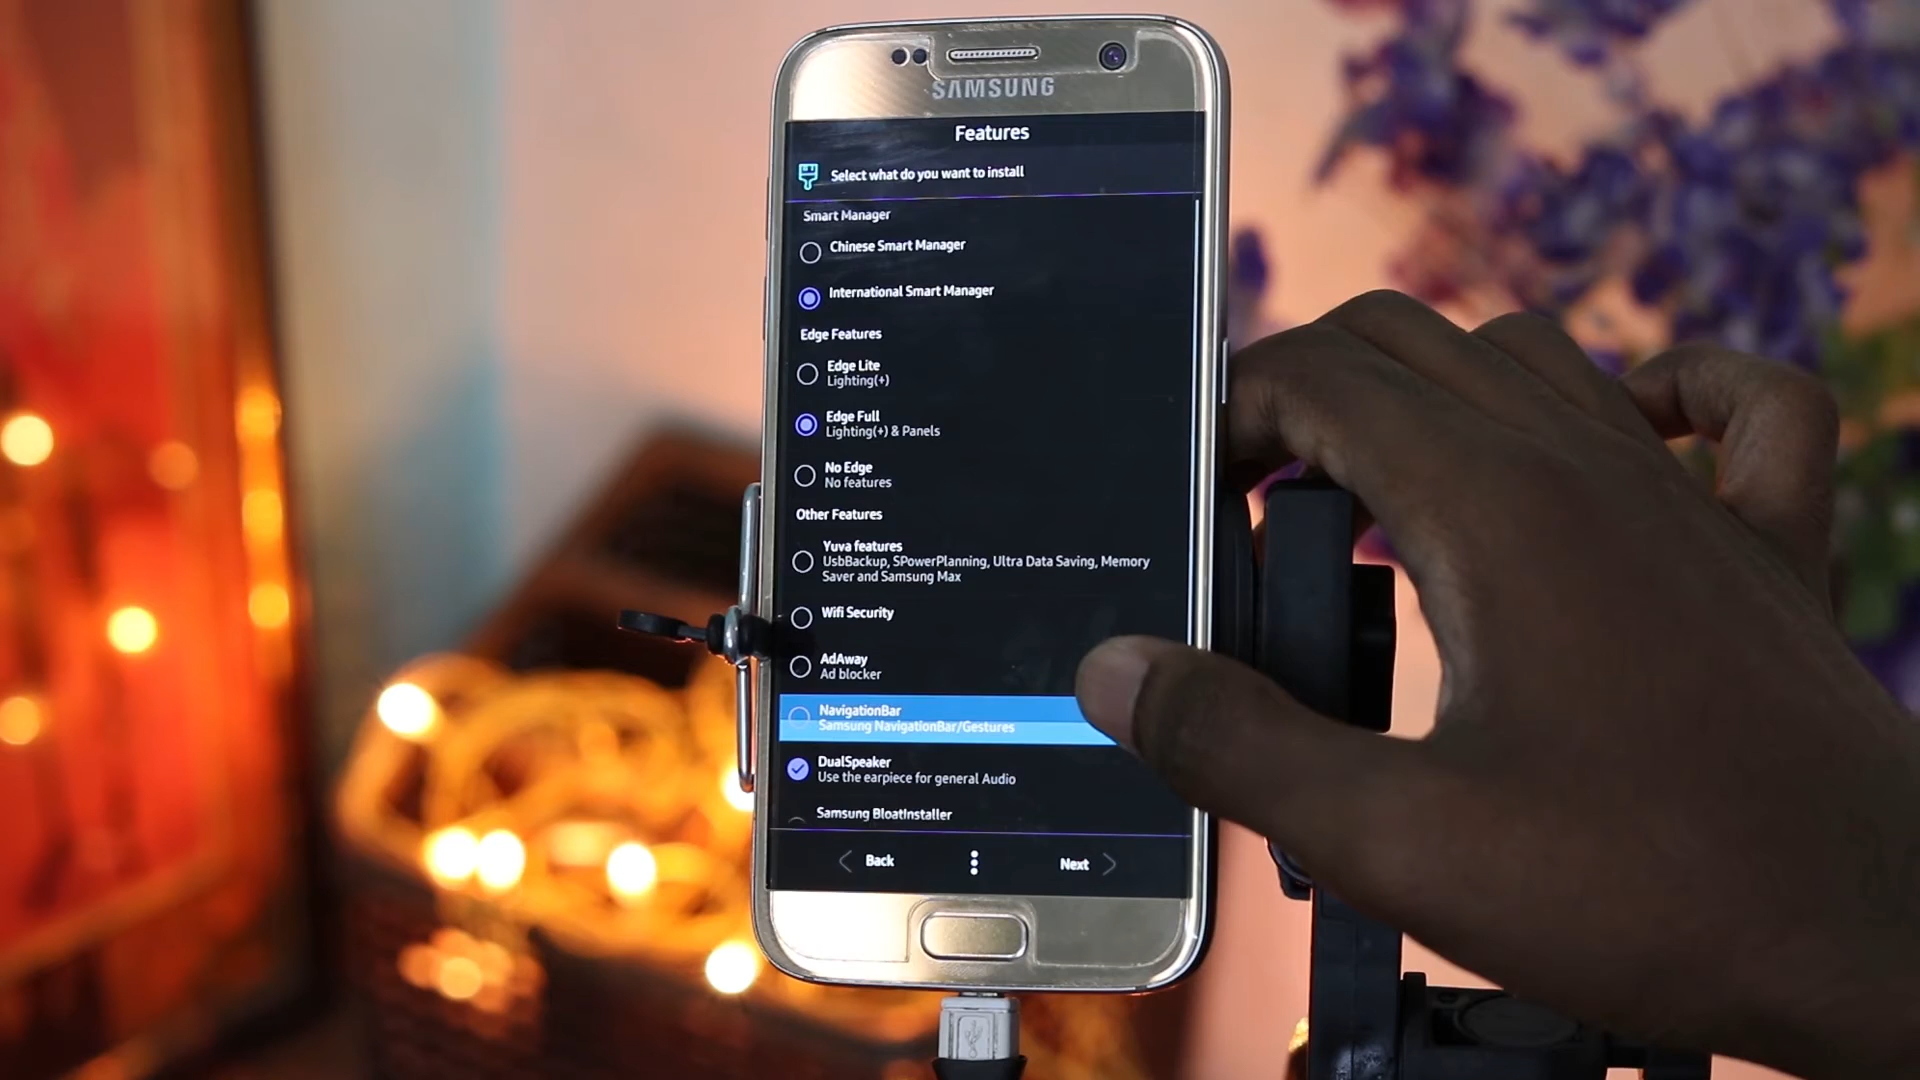 SAMSUNG
Features
Select what do you want to install
Smart Manager
Chinese Smart Manager
International Smart Manager
Edge Features
Edge Lite
Lighting(+)
Edge Full
Lighting(+) & Panels
No Edge
No features
Other Features
Yuva features
UsbBackup, SPowerPlanning, Ultra Data Saving, Memory
Saver and Samsung Max
Wifi Security
AdAway
Ad blocker
NavigationBar
Samsung NavigationBar/Gestures
DualSpeaker
Use the earpiece for general Audio
Samsung BloatInstaller
Back
Next